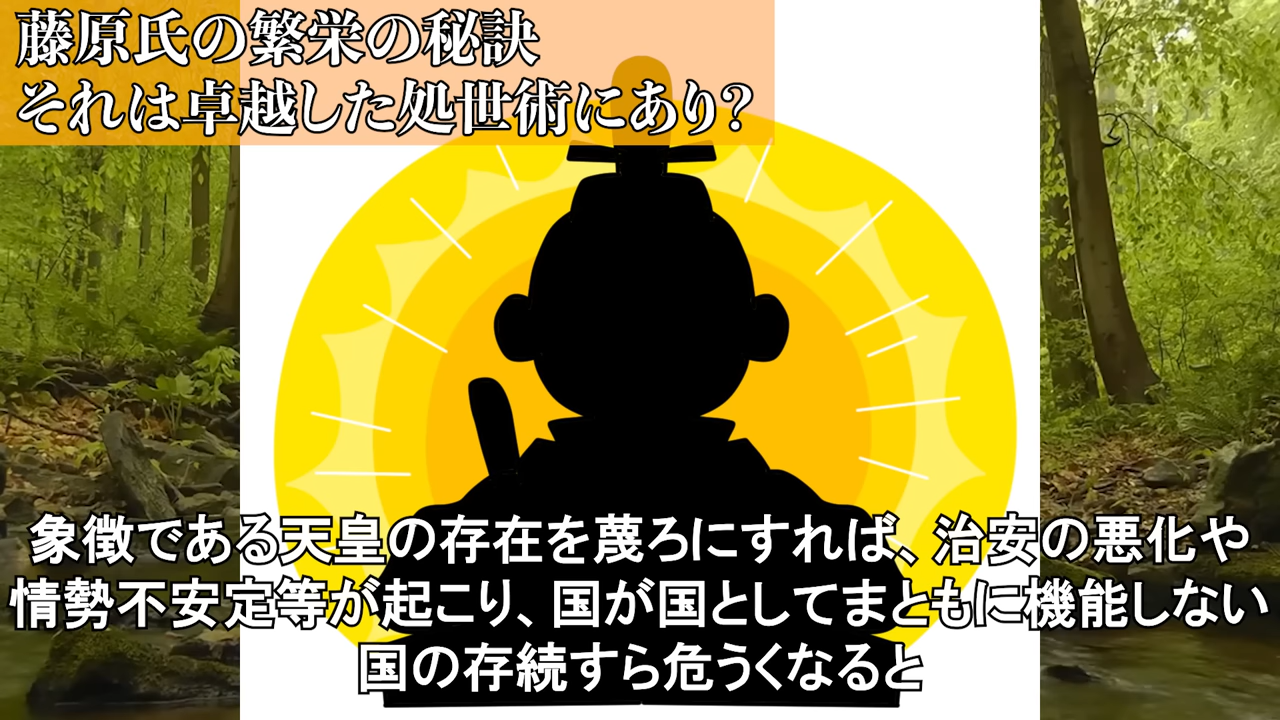 藤原氏の繁栄の秘訣
それは卓越した処世術にあり？
象徴である天皇の存在を蔑ろにすれば、治安の悪化や
情勢不安定等が起こり、国が国としてまともに機能しない
国の存続すら危うくなると